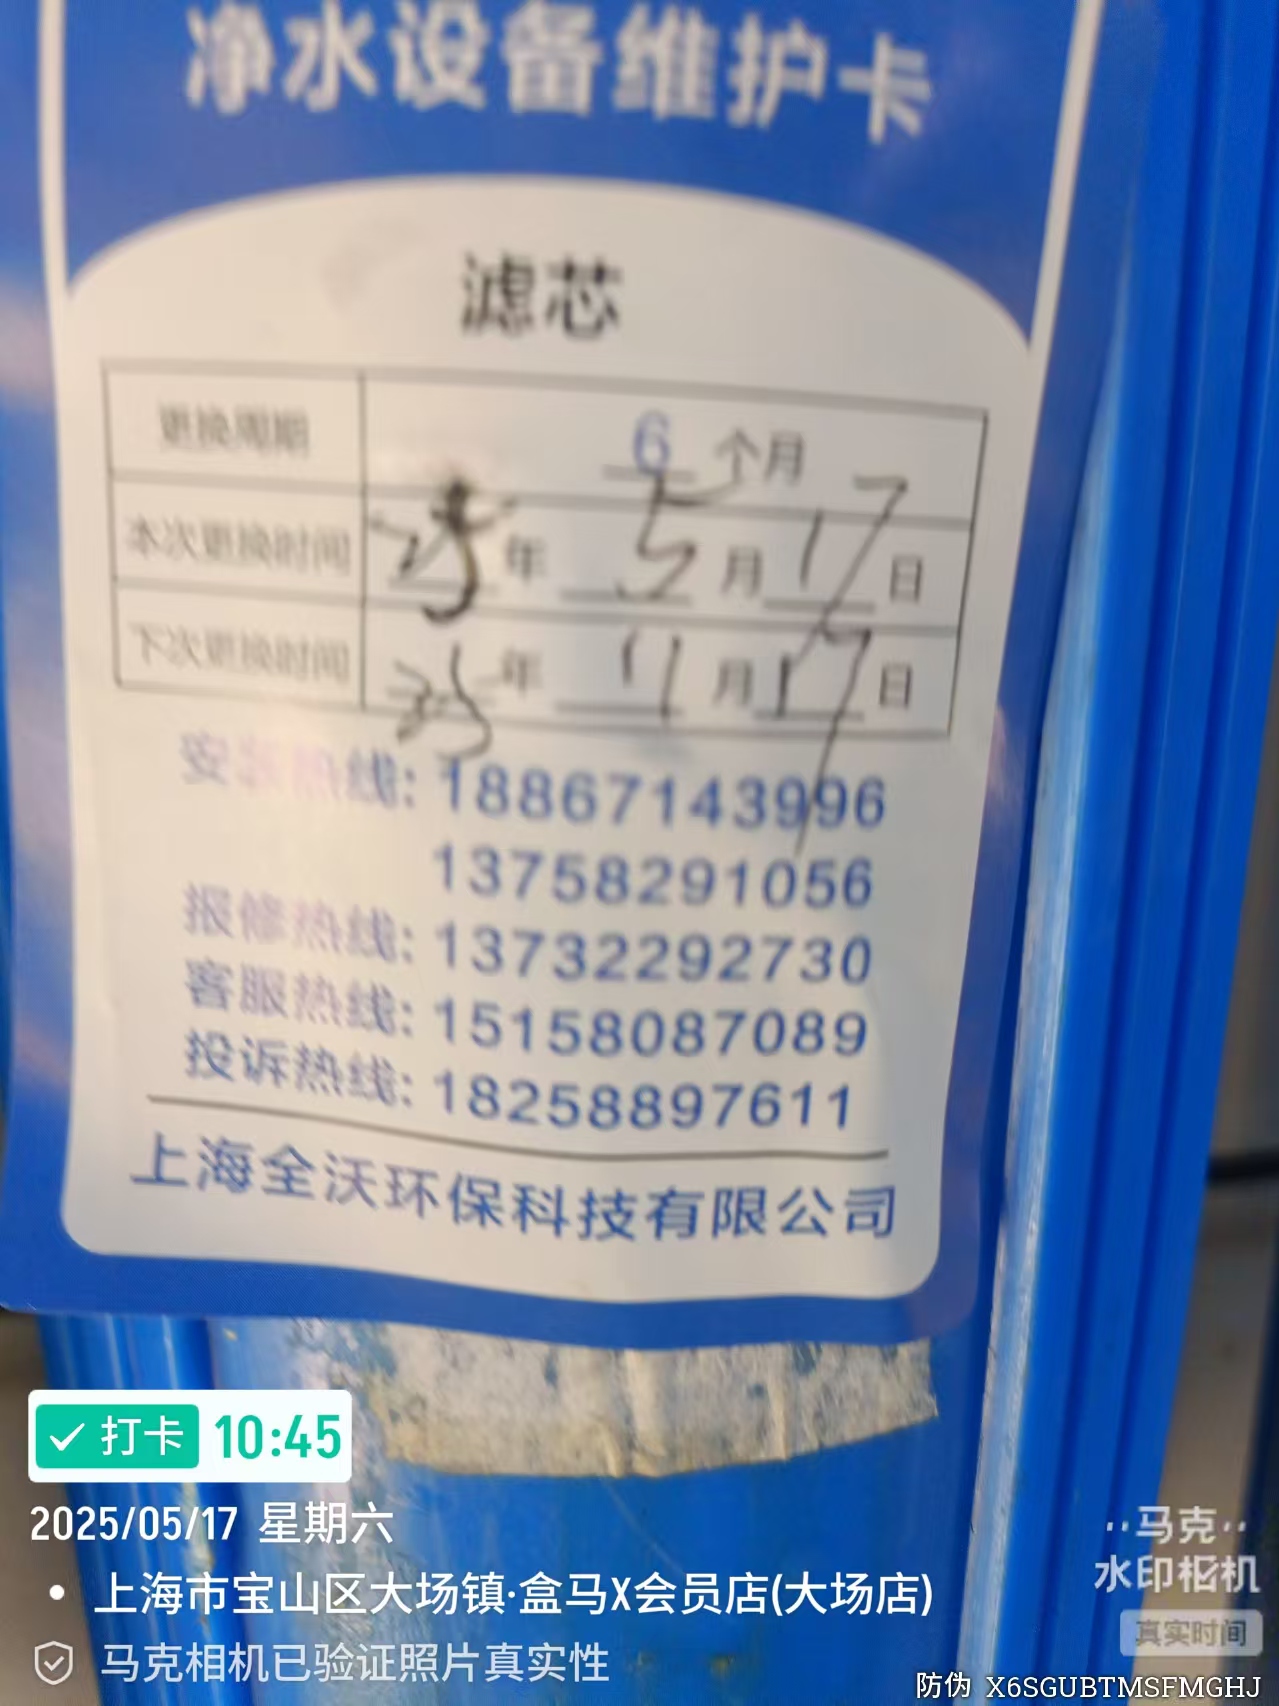 净水设备维护卡
滤芯
更换周期 6 个月
本次更换时间 25 年 5 月 17 日
下次更换时间 25 年 11 月 17 日
安装热线: 18867143996
13758291056
报修热线: 13732292730
客服热线: 15158087089
投诉热线: 18258897611
上海全沃环保科技有限公司
打卡 10:45
2025/05/17 星期六
上海市宝山区大场镇·盒马X会员店(大场店)
马克相机已验证照片真实性
马克
水印相机
真实时间
防伪 X6SGUBTMSFMGHJ